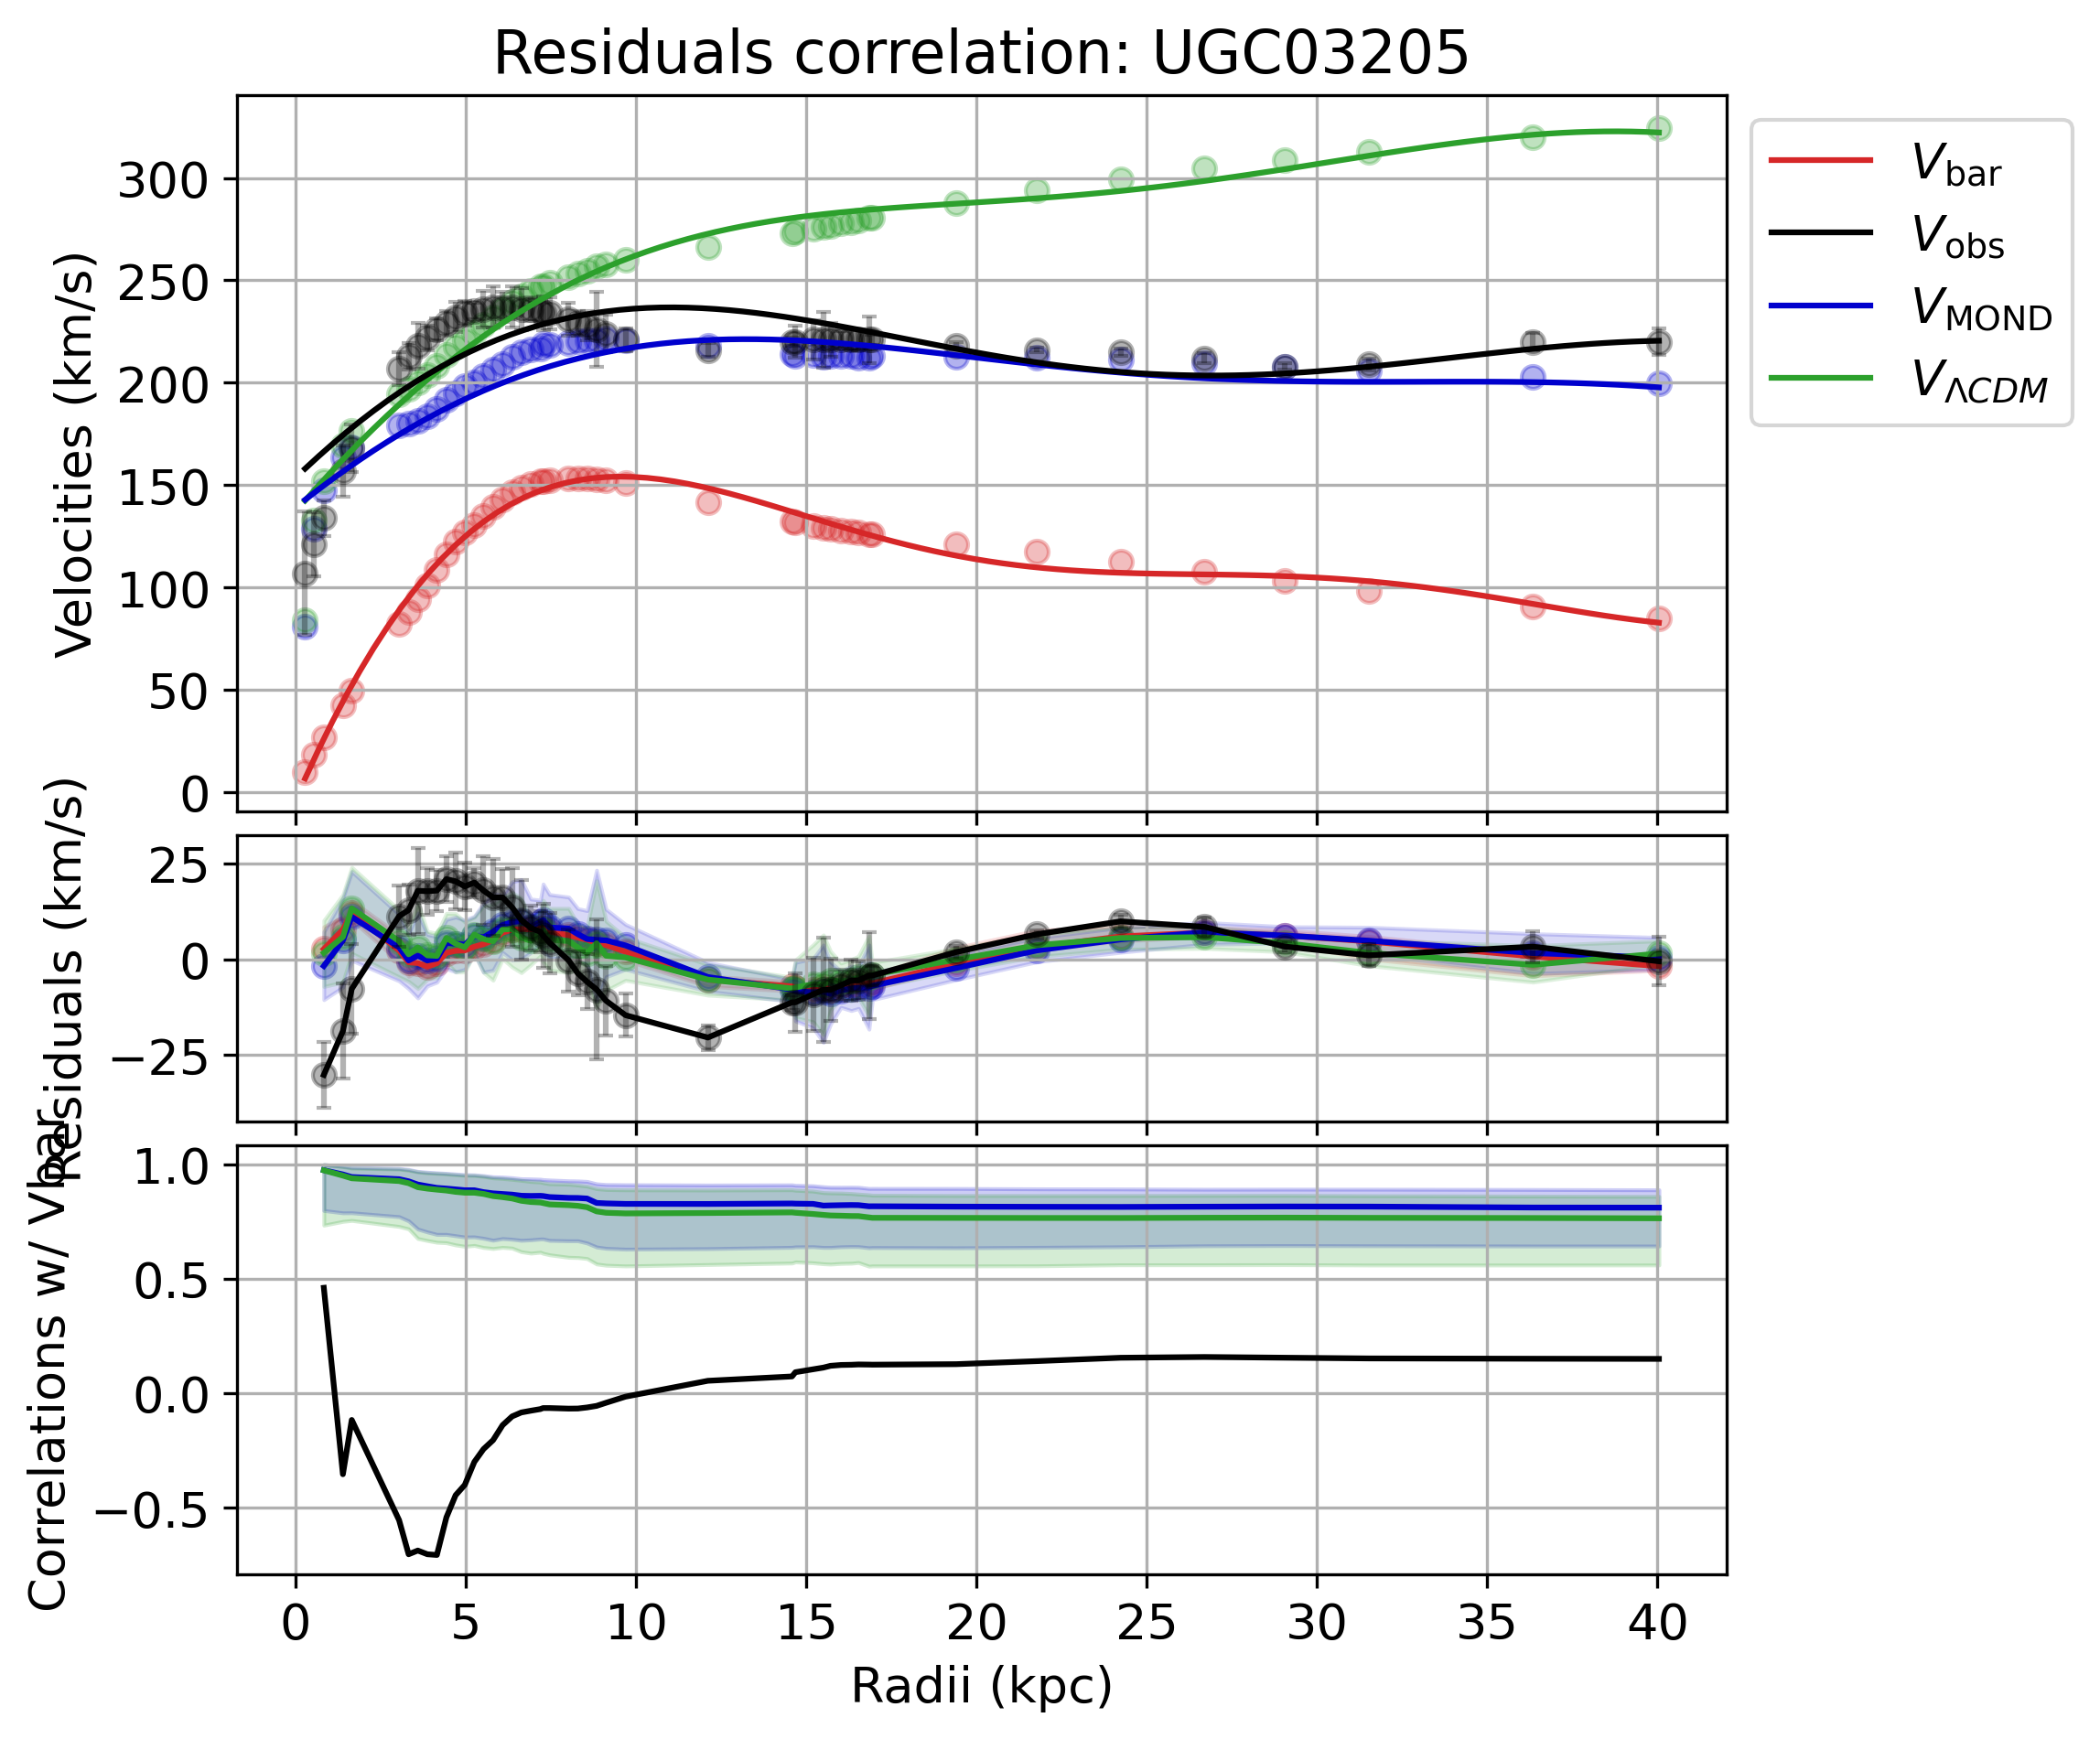 Residuals correlation: UGC03205
Velocities (km/s)
300
250
200
150
100
50
0
V_bar
V_obs
V_MOND
V_ΛCDM
Residuals (km/s)
25
0
−25
Correlations w/ Vbar
1.0
0.5
0.0
−0.5
0 5 10 15 20 25 30 35 40
Radii (kpc)